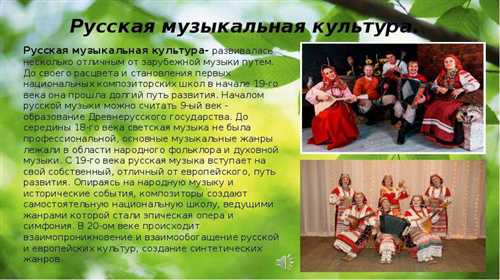 Русская музыкальная культура.
Русская музыкальная культура- развивалась
несколько отличным от зарубежной музыки путем.
До своего расцвета и становления первых
национальных композиторских школ в начале 19-го
века она прошла долгий путь развития. Началом
русской музыки можно считать 9-ый век -
образование Древнерусского государства. До
середины 18-го века светская музыка не была
профессиональной, основные музыкальные жанры
лежали в области народного фольклора и духовной
музыки. С 19-го века русская музыка вступает на
свой собственный, отличный от европейского, путь
развития. Опираясь на народную музыку и
исторические события, композиторы создают
самостоятельную национальную школу, ведущими
жанрами которой стали эпическая опера и
симфония. В 20-ом веке происходит
взаимопроникновение и взаимообогащение русской
и европейских культур, создание синтетических
жанров.